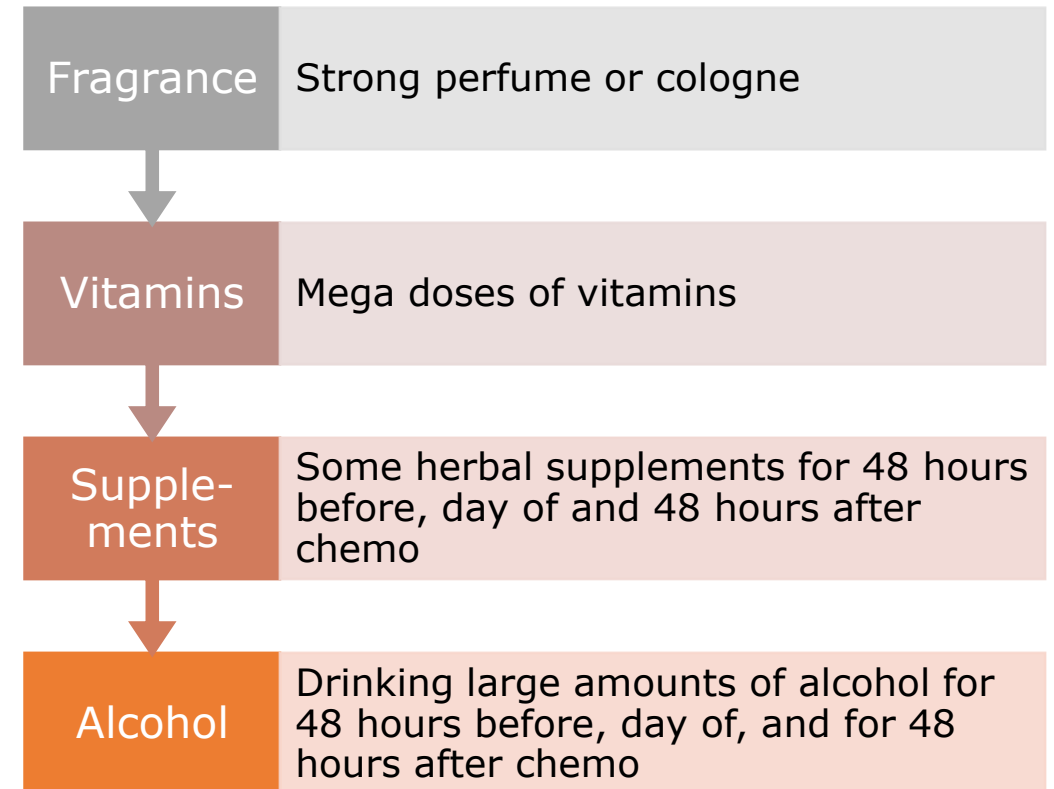 Fragrance
Strong perfume or cologne
Vitamins
Mega doses of vitamins
Supple-
ments
Some herbal supplements for 48 hours
before, day of and 48 hours after
chemo
Alcohol
Drinking large amounts of alcohol for
48 hours before, day of, and for 48
hours after chemo